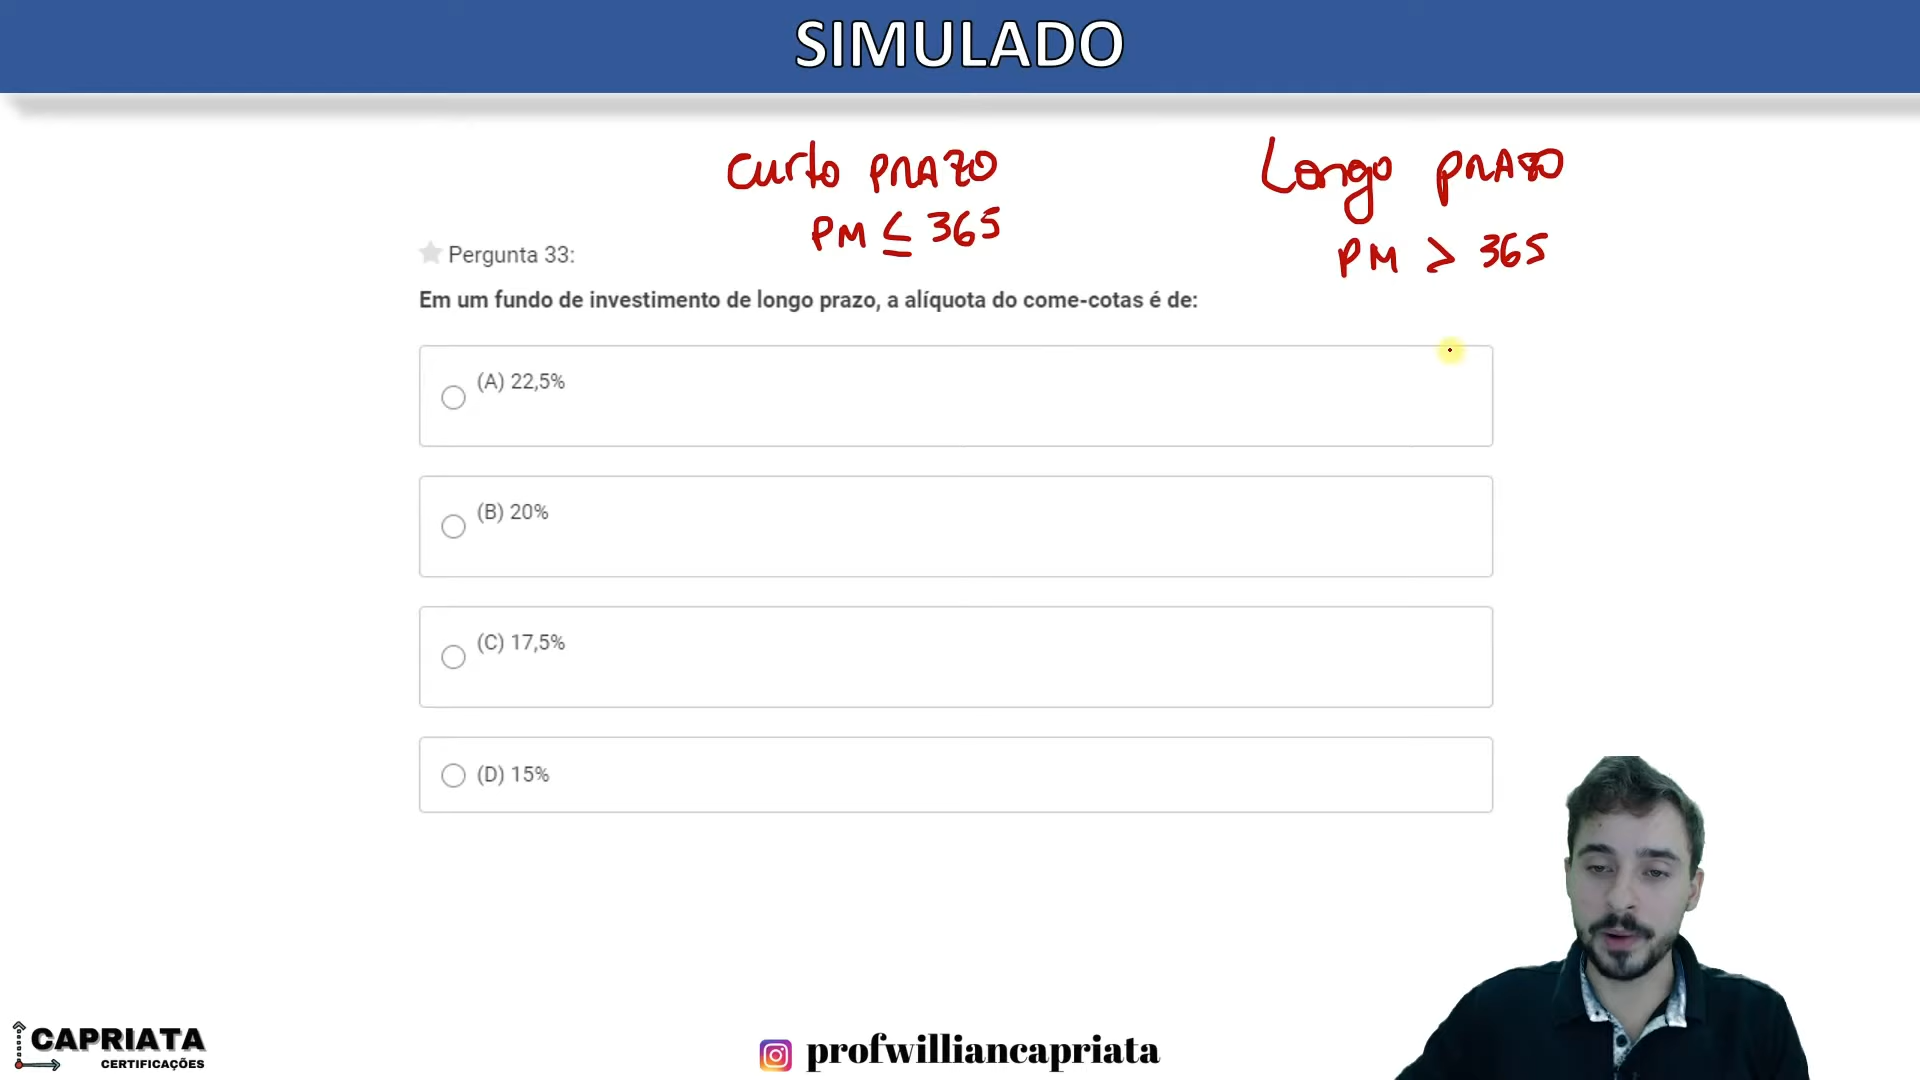 SIMULADO
Curto PRAZO
Longo PRAZO
PM ≤ 365
PM > 365
Pergunta 33:
Em um fundo de investimento de longo prazo, a alíquota do come-cotas é de:
(A) 22,5%
(B) 20%
(C) 17,5%
(D) 15%
CAPRIATA
CERTIFICAÇÕES
profwilliancapriata